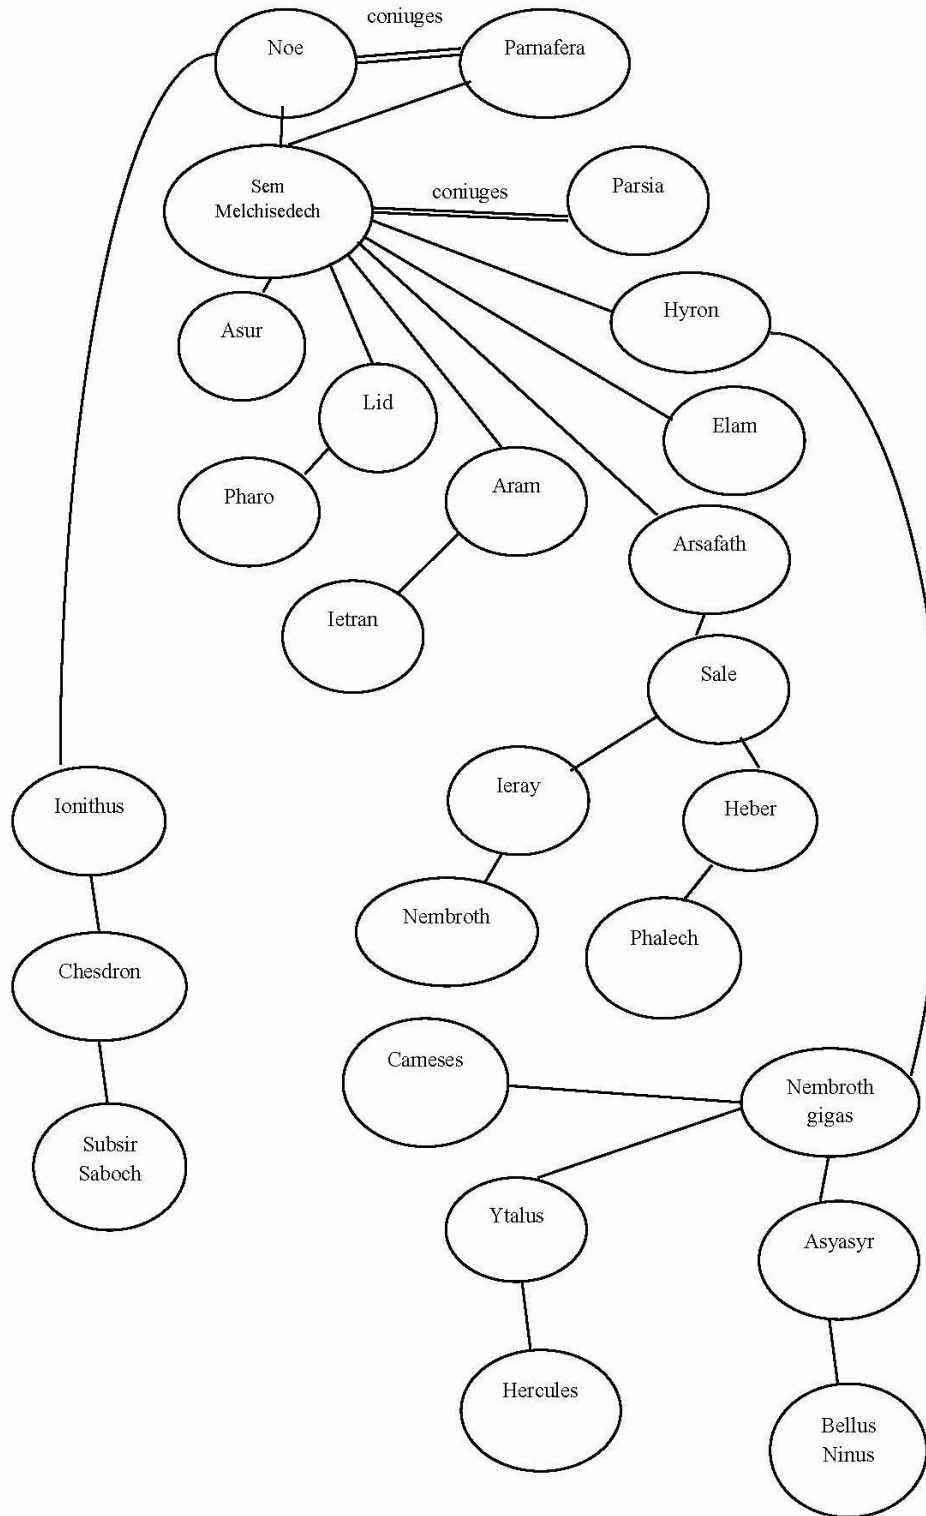 coniuges
Noe
Parnafera
Sem
Melchisedech
coniuges
Parsia
Hyron
Asur
Lid
Elam
Pharo
Aram
Arsafath
Ietran
Sale
Ieray
Heber
Ionithus
Nembroth
Phalech
Chesdron
Cameses
Nembroth
gigas
Subsir
Saboch
Ytalus
Asyasyr
Hercules
Bellus
Ninus